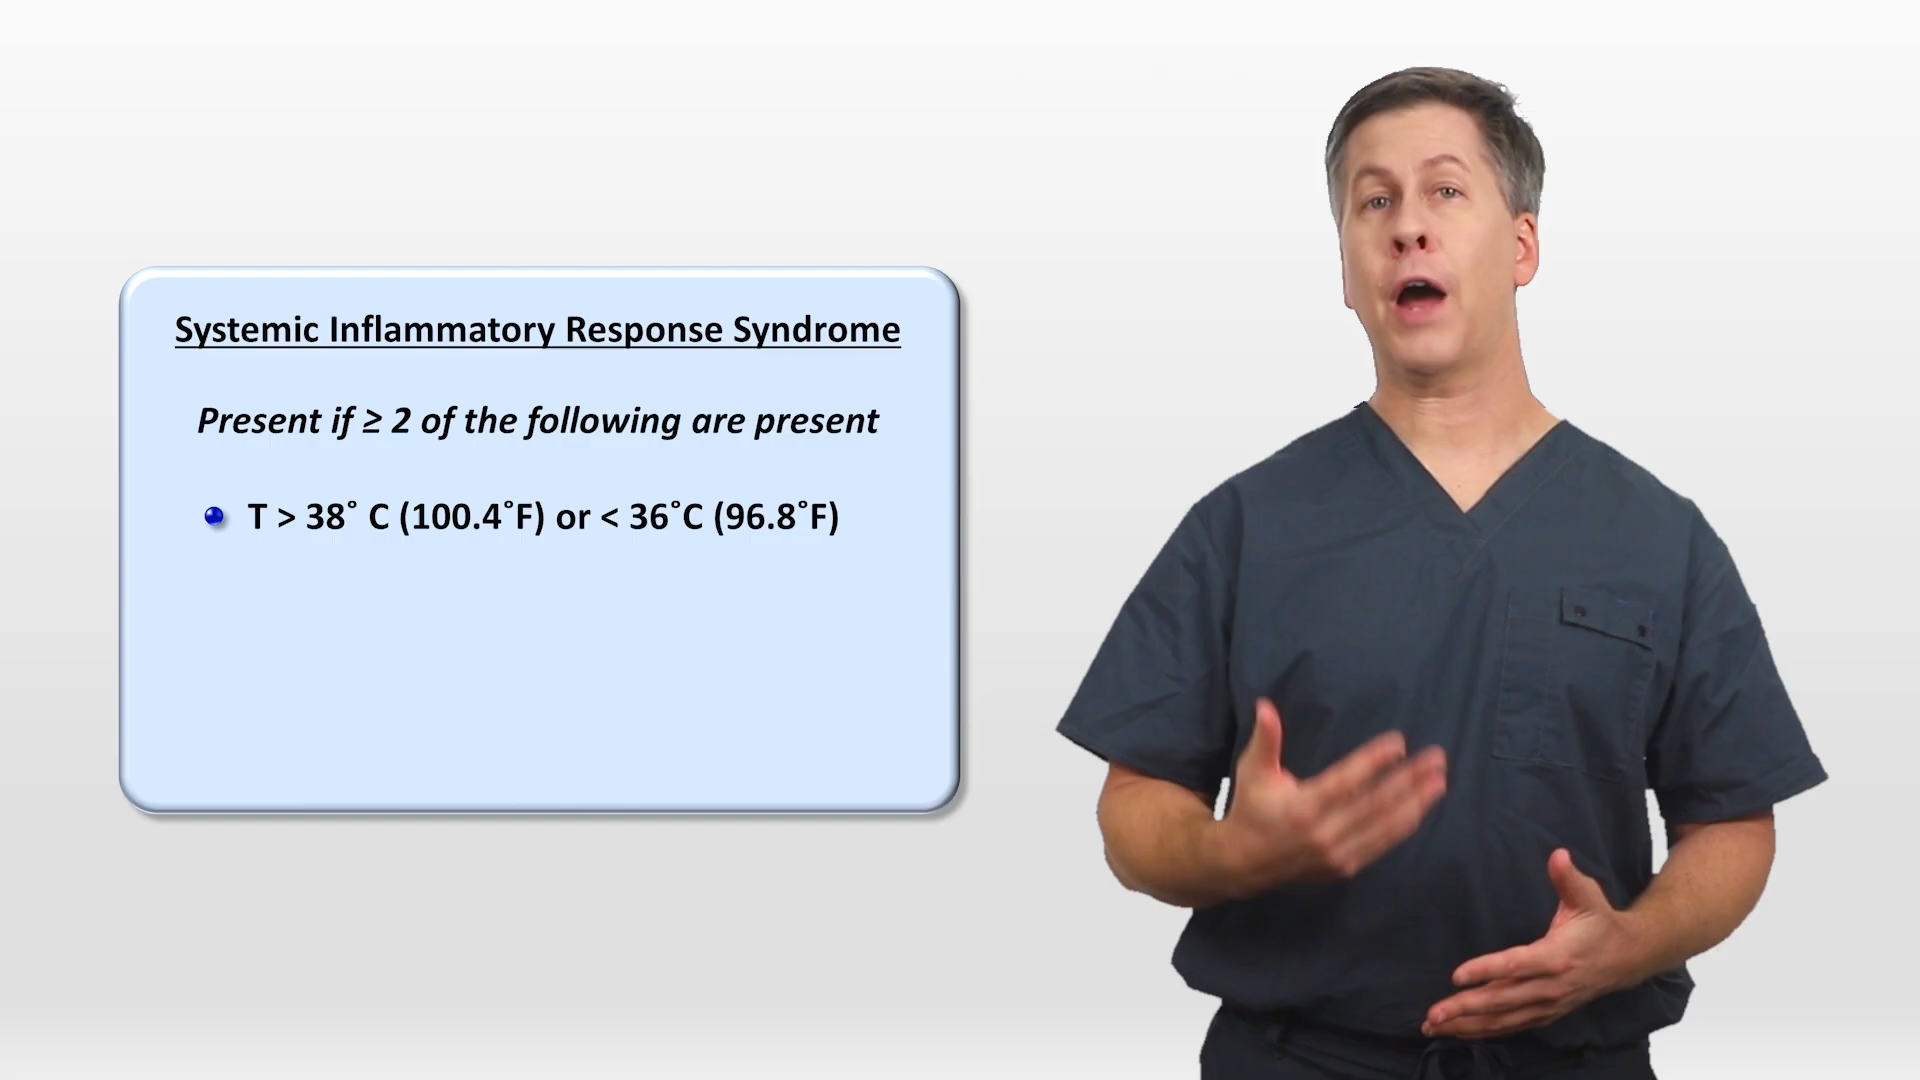 Systemic Inflammatory Response Syndrome
Present if ≥ 2 of the following are present
T > 38˚ C (100.4˚F) or < 36˚C (96.8˚F)